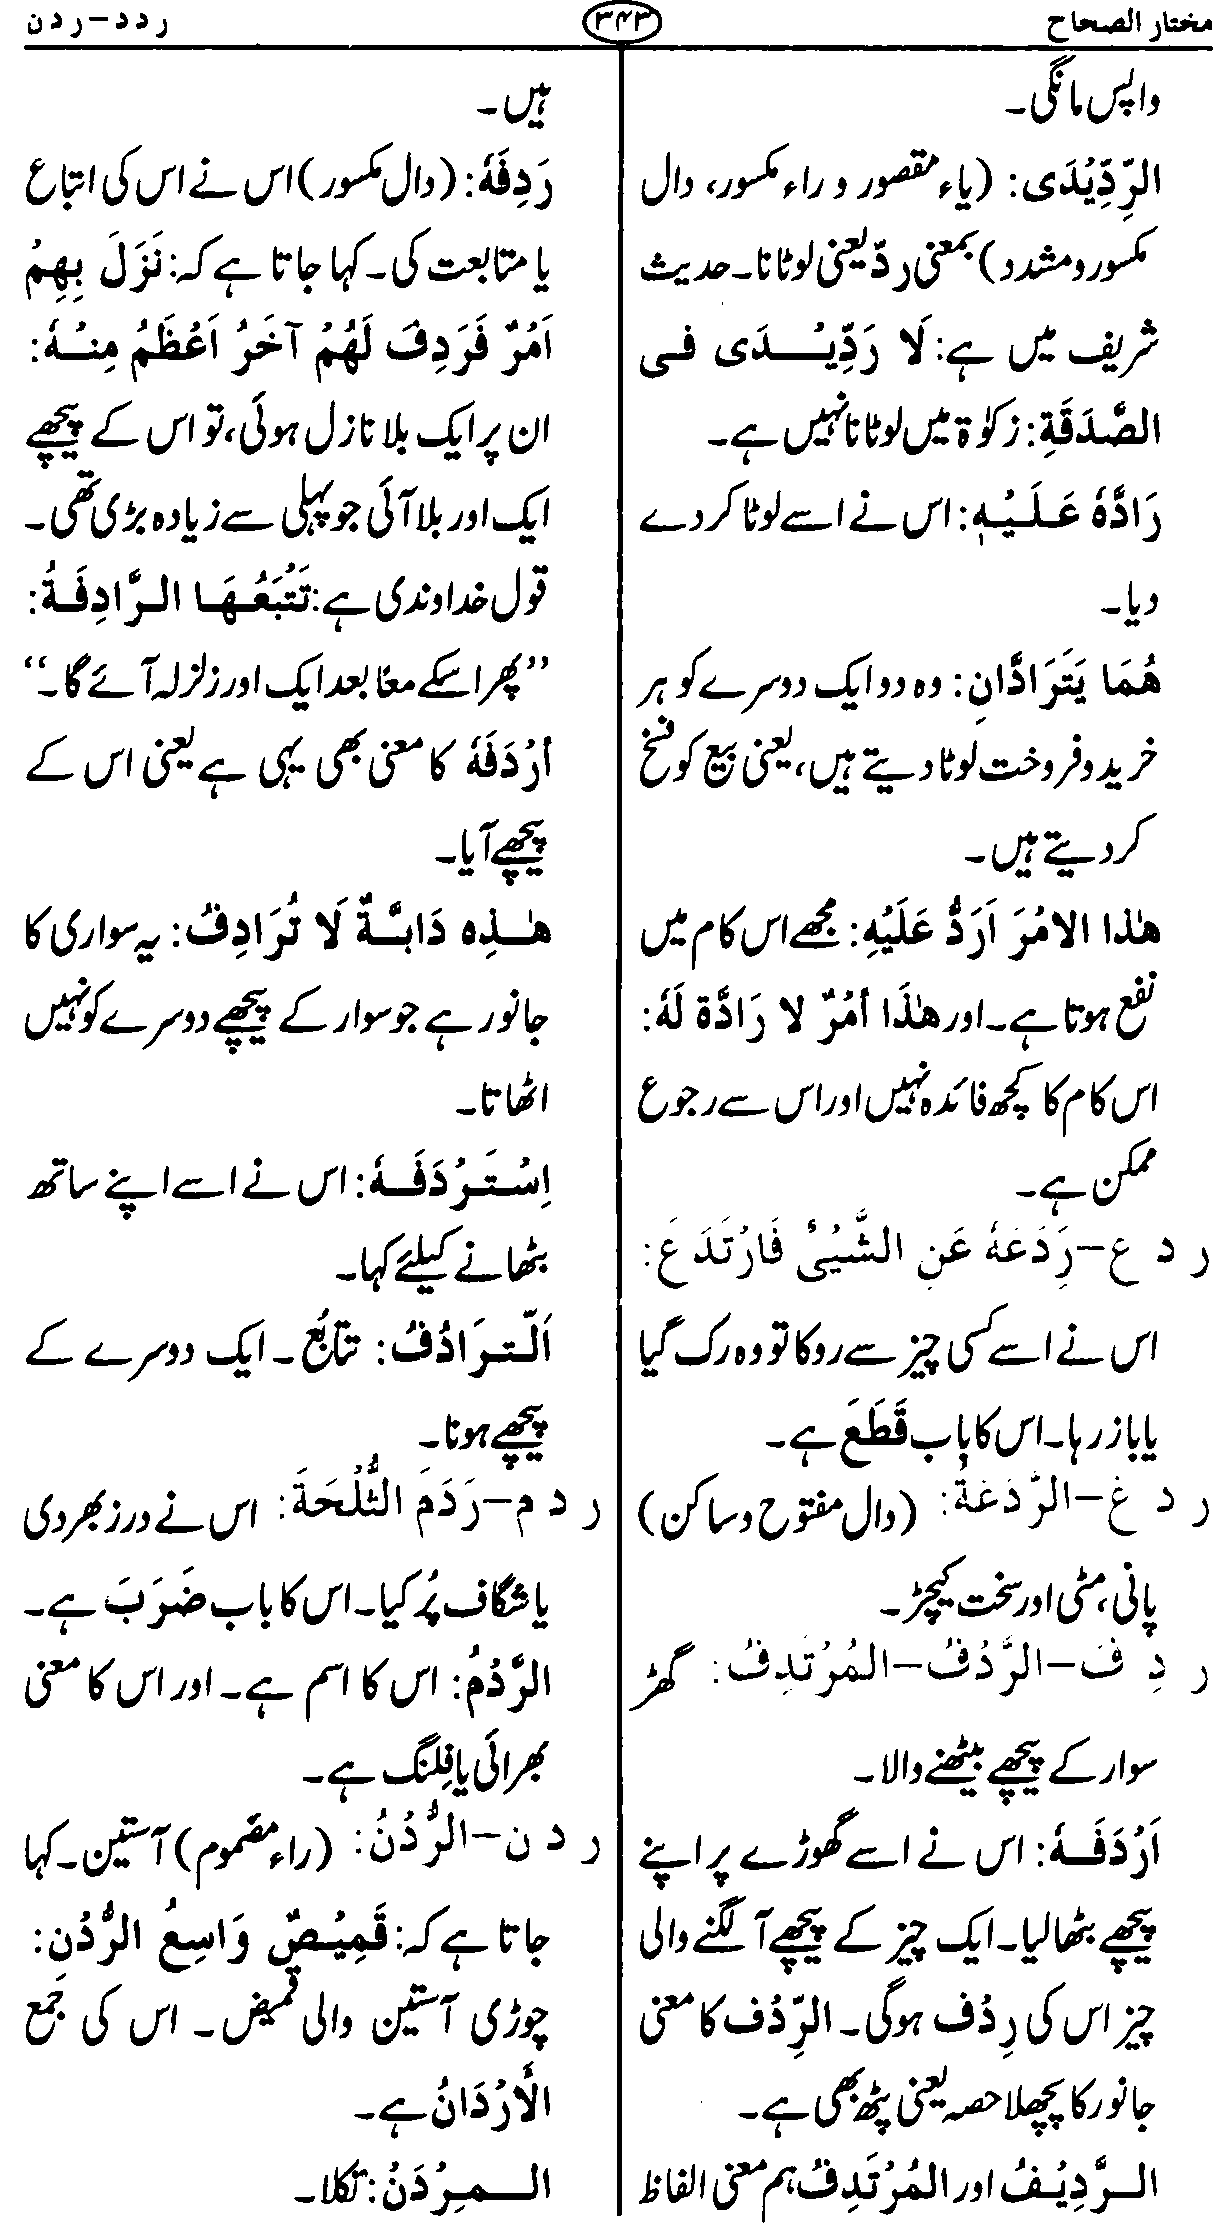 مختار الصحاح
۳۴۳
ر د د – ر د ن
واپس مانگی۔
الرِّدِّیْدَی: (یاء مقصور و راء مکسور، دال
مکسور و مشدد) بمعنی ردّ یعنی لوٹانا۔ حدیث
شریف میں ہے: لَا رَدِّیْدَی فی
الصَّدَقَةِ: زکوٰۃ میں لوٹانا نہیں ہے۔
رَادَّهٗ عَلَیْهِ: اس نے اسے لوٹا کر دے
دیا۔
هُمَا یَتَرَادَّانِ: وہ دو ایک دوسرے کو ہر
خرید و فروخت لوٹا دیتے ہیں، یعنی بیع کو فسخ
کر دیتے ہیں۔
هٰذا الامْرَ اَرَدُّ عَلَیْهِ: مجھے اس کام میں
نفع ہوتا ہے۔ اور هٰذَا اَمْرٌ لا رَادَّة لَهٗ:
اس کام کا کچھ فائدہ نہیں اور اس سے رجوع
ممکن ہے۔
ر د ع – رَدَعَهٗ عَنِ الشَّیْئ فَارْتَدَعَ:
اس نے اسے کسی چیز سے روکا تو وہ رک گیا
یا باز رہا۔ اس کا باب قَطَعَ ہے۔
ر د غ – الرَّدَغَةُ: (دال مفتوح و ساکن)
پانی، مٹی اور سخت کیچڑ۔
ر دِ ف – الرَّدْفُ – المُرْتَدِفُ: گھڑ
سوار کے پیچھے بیٹھنے والا۔
اَرْدَفَهٗ: اس نے اسے گھوڑے پر اپنے
پیچھے بٹھا لیا۔ ایک چیز کے پیچھے آ لگنے والی
چیز اس کی رِدْف ہوگی۔ الرِّدْف کا معنی
جانور کا پچھلا حصہ یعنی پٹھ بھی ہے۔
الرَّدِیْفُ اور المُرْتَدِفُ ہم معنی الفاظ
ہیں۔
رَدِفَهٗ: (دال مکسور) اس نے اس کی اتباع
یا متابعت کی۔ کہا جاتا ہے کہ: نَزَلَ بِهِمْ
اَمْرٌ فَرَدِفَ لَهُمْ آخَرُ اَعْظَمُ مِنْهٗ:
ان پر ایک بلا نازل ہوئی، تو اس کے پیچھے
ایک اور بلا آئی جو پہلی سے زیادہ بڑی تھی۔
قول خداوندی ہے: تَتْبَعُهَا الرَّادِفَةُ:
”پھر اسکے معًا بعد ایک اور زلزلہ آئے گا۔“
اَرْدَفَهٗ کا معنی بھی یہی ہے یعنی اس کے
پیچھے آیا۔
هٰذِه دَابَّةٌ لَا تُرَادِفُ: یہ سواری کا
جانور ہے جو سوار کے پیچھے دوسرے کو نہیں
اٹھاتا۔
اِسْتَرْدَفَهٗ: اس نے اسے اپنے ساتھ
بٹھانے کیلئے کہا۔
اَلتَّرَادُفُ: تتابُع۔ ایک دوسرے کے
پیچھے ہونا۔
ر د م – رَدَمَ الثُّلْحَةَ: اس نے درز بھر دی
یا شگاف پُر کیا۔ اس کا باب ضَرَبَ ہے۔
الرَّدْمُ: اس کا اسم ہے۔ اور اس کا معنی
بھرائی یا فِلنگ ہے۔
ر د ن – الرُّدْنُ: (راء مضموم) آستین۔ کہا
جاتا ہے کہ: قَمِیْصٌ وَاسِعُ الرُّدْنِ:
چوڑی آستین والی قمیض۔ اس کی جمع
الْاَرْدَانُ ہے۔
المِرْدَنُ: تکلا۔